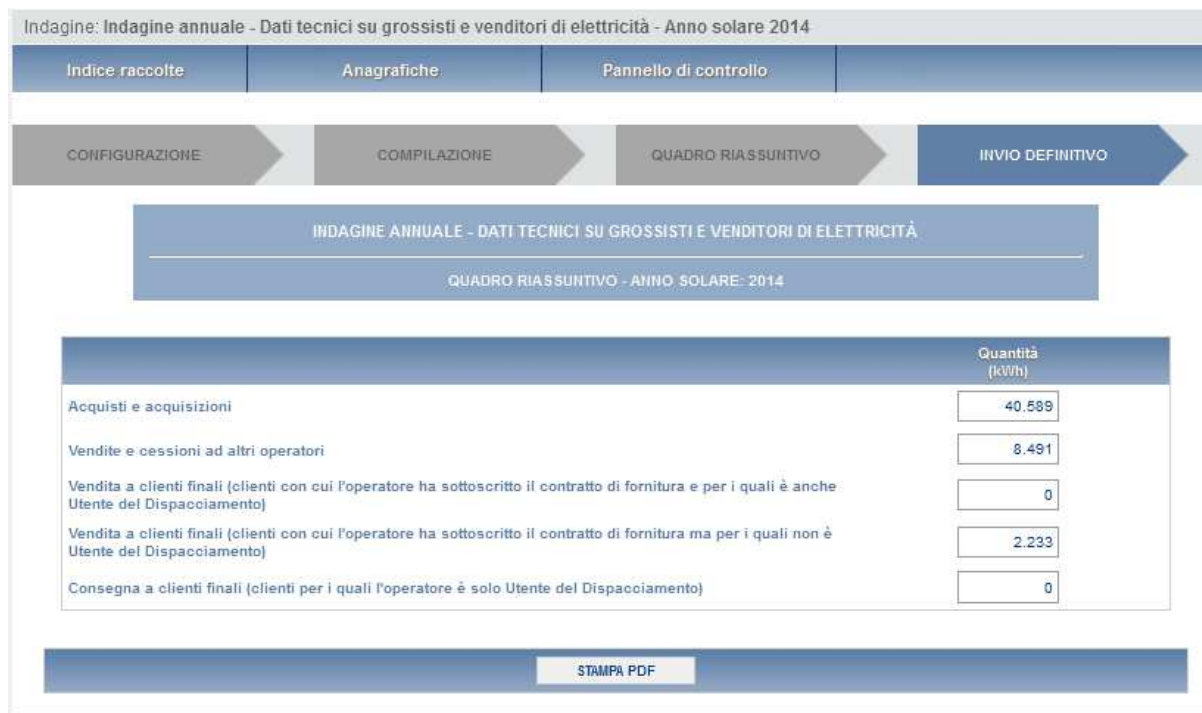 Indagine: Indagine annuale - Dati tecnici su grossisti e venditori di elettricità - Anno solare 2014
Indice raccolte
Anagrafiche
Pannello di controllo
CONFIGURAZIONE
COMPILAZIONE
QUADRO RIASSUNTIVO
INVIO DEFINITIVO
INDAGINE ANNUALE - DATI TECNICI SU GROSSISTI E VENDITORI DI ELETTRICITÀ
QUADRO RIASSUNTIVO - ANNO SOLARE: 2014
Quantità
(kWh)
Acquisti e acquisizioni
40.589
Vendite e cessioni ad altri operatori
8.491
Vendita a clienti finali (clienti con cui l'operatore ha sottoscritto il contratto di fornitura e per i quali è anche
Utente del Dispacciamento)
0
Vendita a clienti finali (clienti con cui l'operatore ha sottoscritto il contratto di fornitura ma per i quali non è
Utente del Dispacciamento)
2.233
Consegna a clienti finali (clienti per i quali l'operatore è solo Utente del Dispacciamento)
0
STAMPA PDF